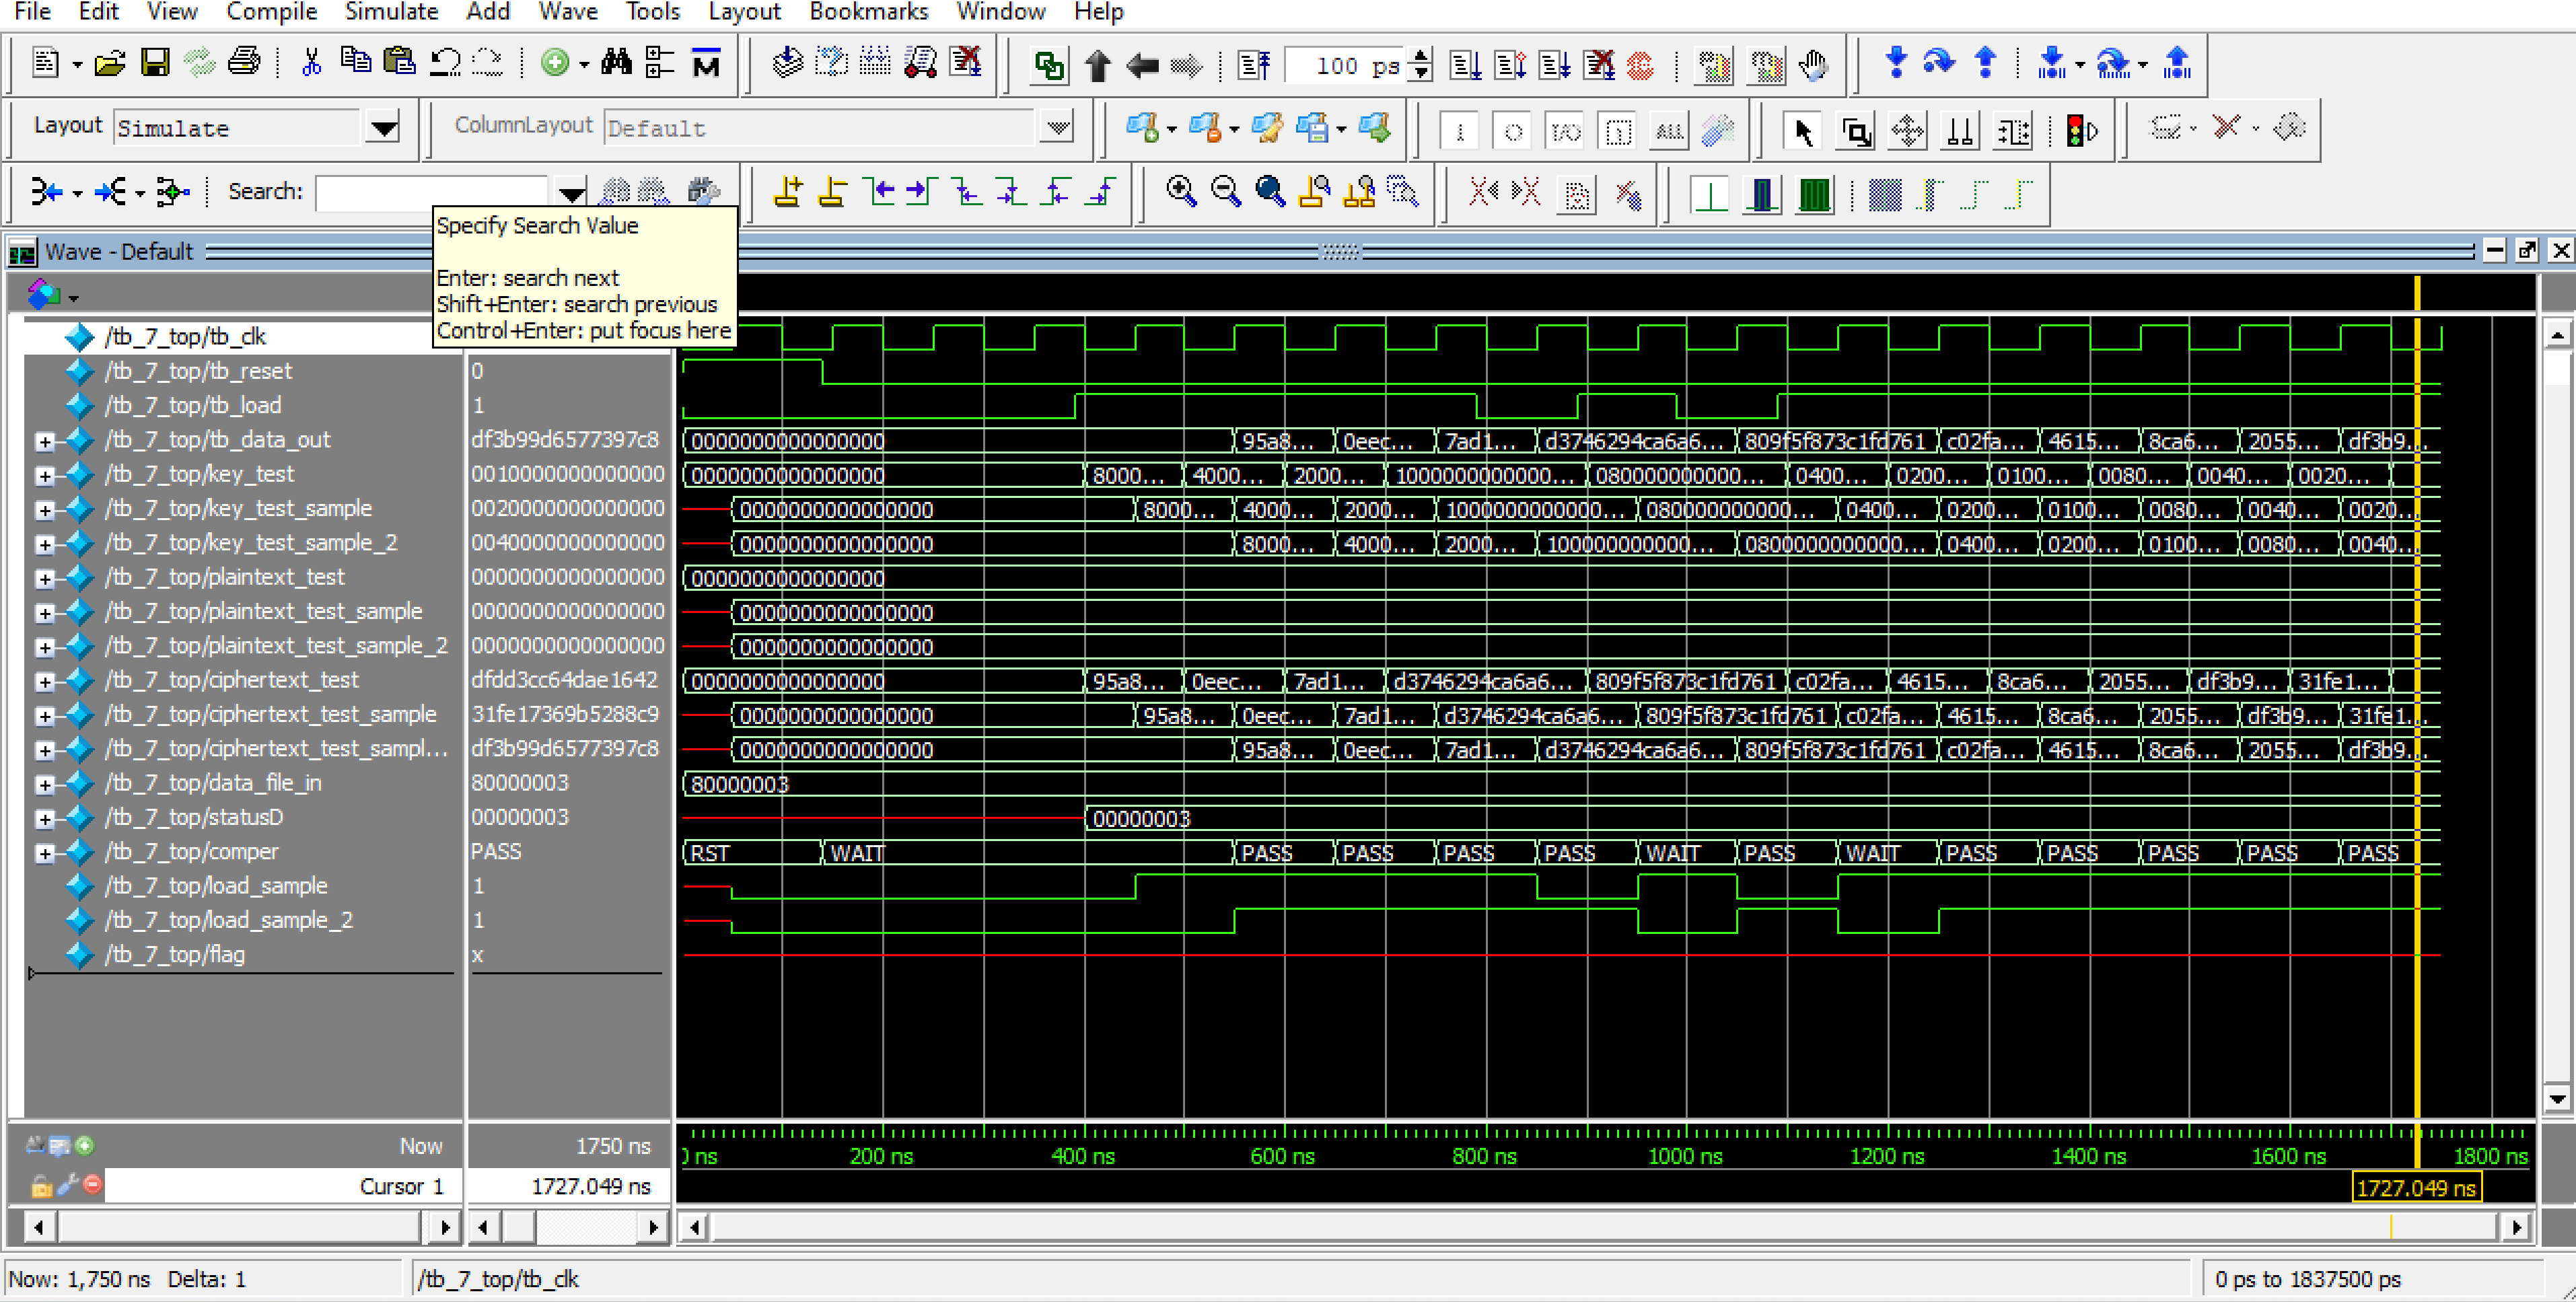 File Edit View Compile Simulate Add Wave Tools Layout Bookmarks Window Help
M 100 ps
Layout Simulate ColumnLayout Default I O I/O ALL
Search:
Specify Search Value
Enter: search next
Shift+Enter: search previous
Control+Enter: put focus here
Wave - Default
/tb_7_top/tb_clk
/tb_7_top/tb_reset 0
/tb_7_top/tb_load 1
/tb_7_top/tb_data_out df3b99d6577397c8 0000000000000000 95a8... 0eec... 7ad1... d3746294ca6a6... 809f5f873c1fd761 c02fa... 4615... 8ca6... 2055... df3b9...
/tb_7_top/key_test 0010000000000000 0000000000000000 8000... 4000... 2000... 1000000000000... 080000000000... 0400... 0200... 0100... 0080... 0040... 0020...
/tb_7_top/key_test_sample 0020000000000000 0000000000000000 8000... 4000... 2000... 1000000000000... 080000000000... 0400... 0200... 0100... 0080... 0040... 0020...
/tb_7_top/key_test_sample_2 0040000000000000 0000000000000000 8000... 4000... 2000... 100000000000... 0800000000000... 0400... 0200... 0100... 0080... 0040...
/tb_7_top/plaintext_test 0000000000000000 0000000000000000
/tb_7_top/plaintext_test_sample 0000000000000000 0000000000000000
/tb_7_top/plaintext_test_sample_2 0000000000000000 0000000000000000
/tb_7_top/ciphertext_test dfdd3cc64dae1642 0000000000000000 95a8... 0eec... 7ad1... d3746294ca6a6... 809f5f873c1fd761 c02fa... 4615... 8ca6... 2055... df3b9... 31fe1...
/tb_7_top/ciphertext_test_sample 31fe17369b5288c9 0000000000000000 95a8... 0eec... 7ad1... d3746294ca6a6... 809f5f873c1fd761 c02fa... 4615... 8ca6... 2055... df3b9... 31fe1...
/tb_7_top/ciphertext_test_sampl... df3b99d6577397c8 0000000000000000 95a8... 0eec... 7ad1... d3746294ca6a6... 809f5f873c1fd761 c02fa... 4615... 8ca6... 2055... df3b9...
/tb_7_top/data_file_in 80000003 80000003
/tb_7_top/statusD 00000003 00000003
/tb_7_top/comper PASS RST WAIT PASS PASS PASS PASS WAIT PASS WAIT PASS PASS PASS PASS PASS
/tb_7_top/load_sample 1
/tb_7_top/load_sample_2 1
/tb_7_top/flag x
Now 1750 ns ns 200 ns 400 ns 600 ns 800 ns 1000 ns 1200 ns 1400 ns 1600 ns 1800 ns
Cursor 1 1727.049 ns 1727.049 ns
Now: 1,750 ns Delta: 1 /tb_7_top/tb_clk 0 ps to 1837500 ps